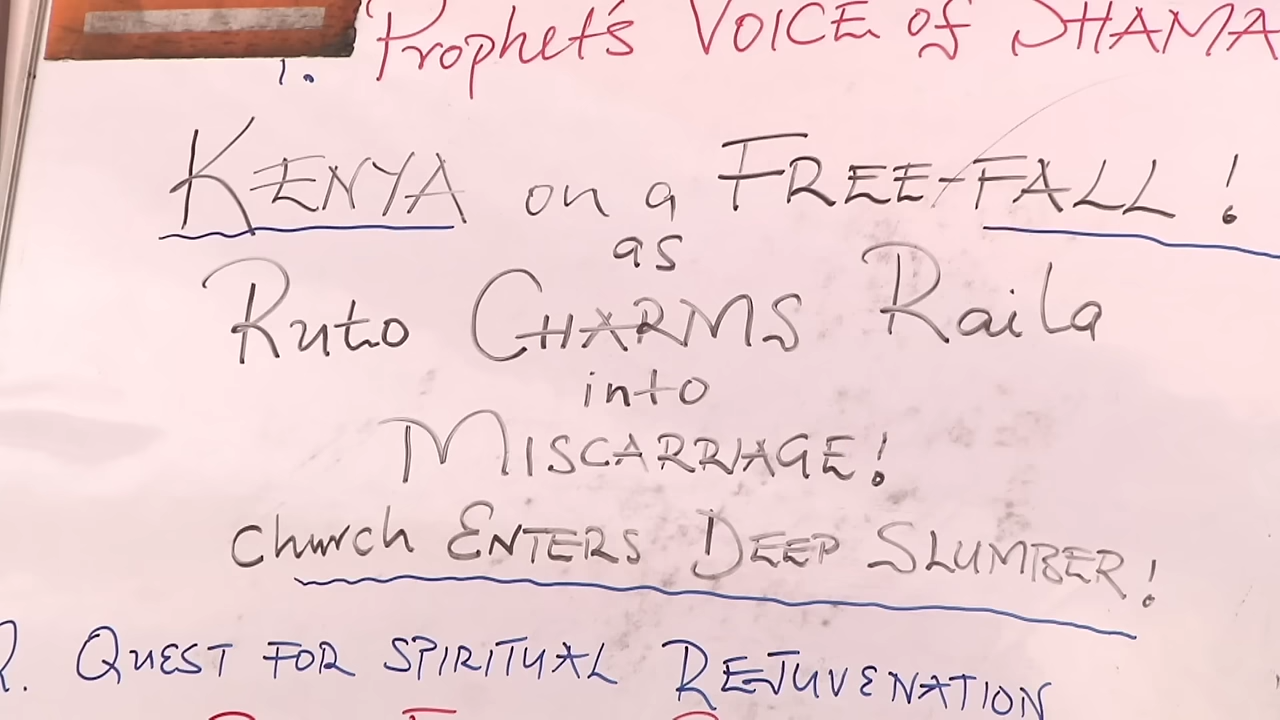 Prophet's VOICE of SHAMA
1.
KENYA on a FREE-FALL!
as
Ruto CHARMS Raila
into
MISCARRIAGE!
Church ENTERS DEEP SLUMBER!
2. QUEST FOR SPIRITUAL REJUVENATION